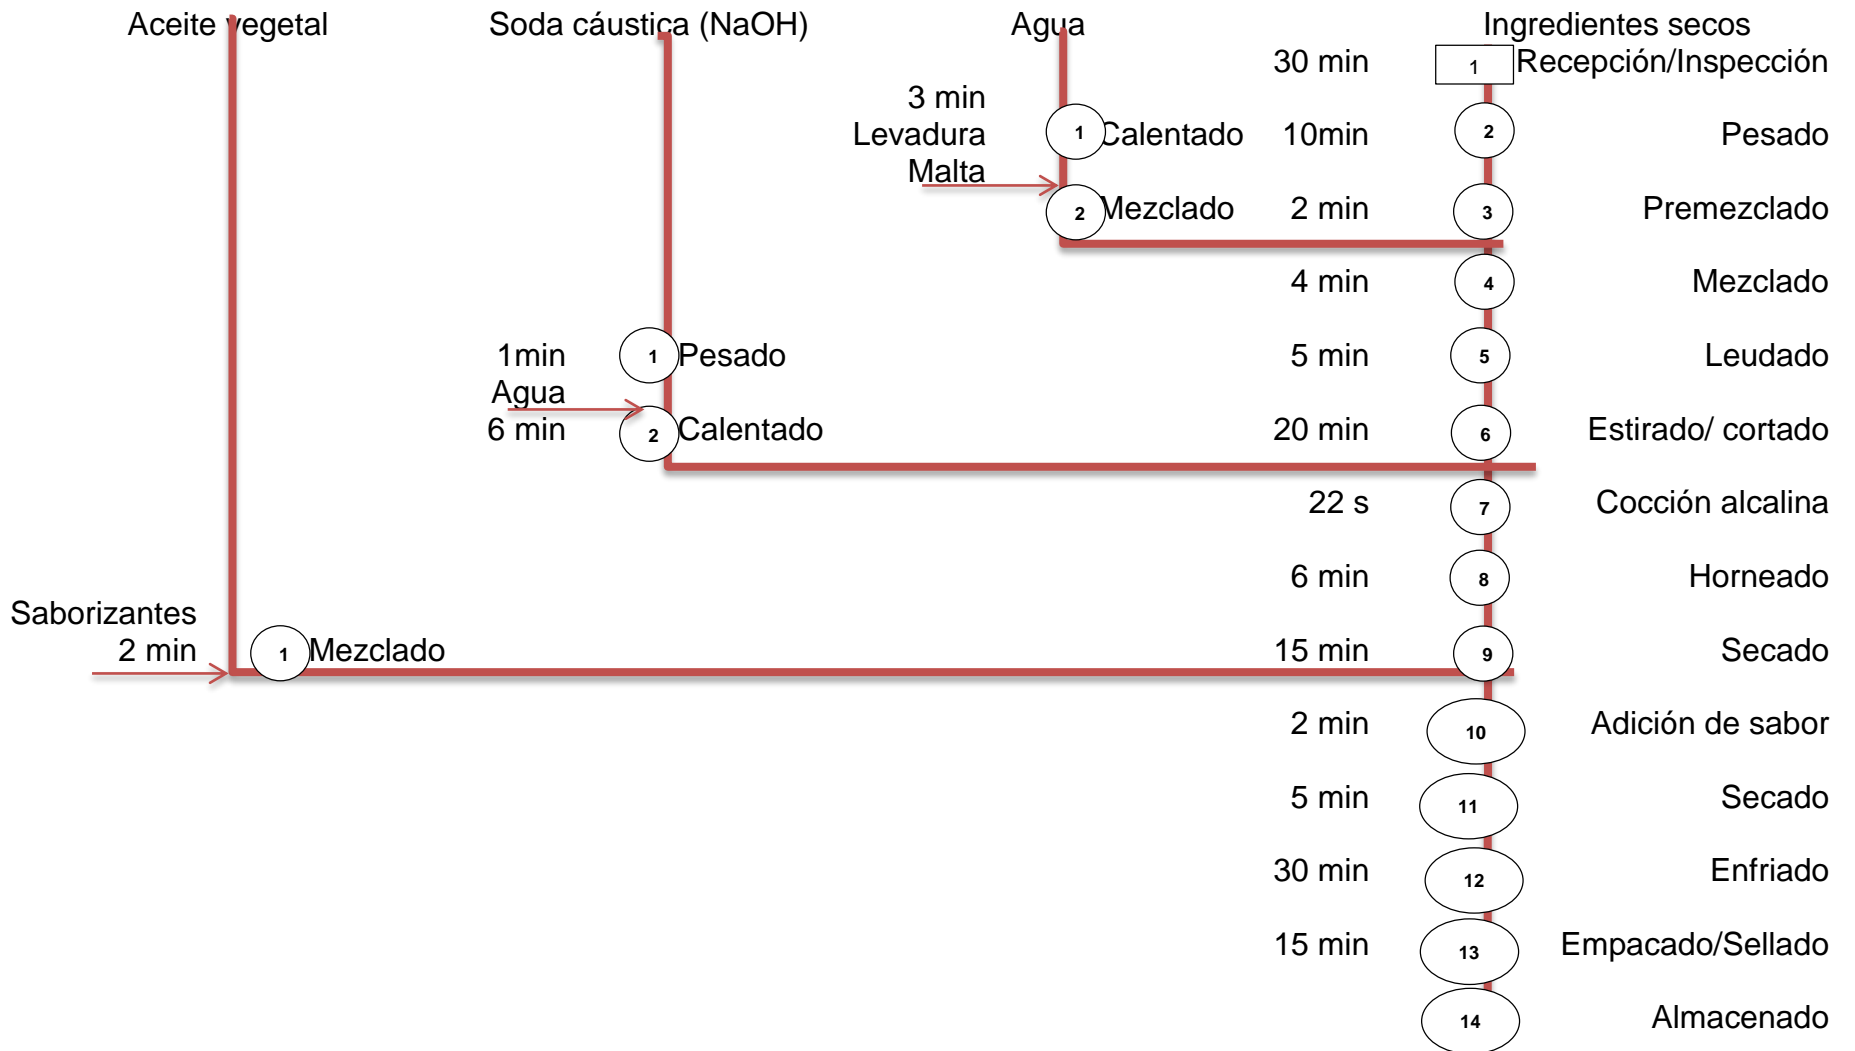 Aceite vegetal Soda cáustica (NaOH) Agua Ingredientes secos
30 min 1 Recepción/Inspección
3 min
Levadura 1 Calentado 10min 2 Pesado
Malta
2 Mezclado 2 min 3 Premezclado
4 min 4 Mezclado
1min 1 Pesado 5 min 5 Leudado
Agua
6 min 2 Calentado 20 min 6 Estirado/ cortado
22 s 7 Cocción alcalina
6 min 8 Horneado
Saborizantes
2 min 1 Mezclado 15 min 9 Secado
2 min 10 Adición de sabor
5 min 11 Secado
30 min 12 Enfriado
15 min 13 Empacado/Sellado
14 Almacenado